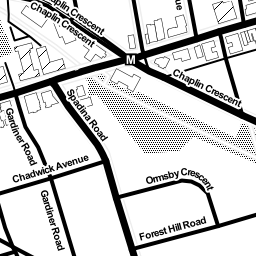 Chaplin Crescent
Chaplin Crescent
Avenue
M
Chaplin Crescent
Gardiner Road
Spadina Road
Chadwick Avenue
Ormsby Crescent
Gardiner Road
Forest Hill Road